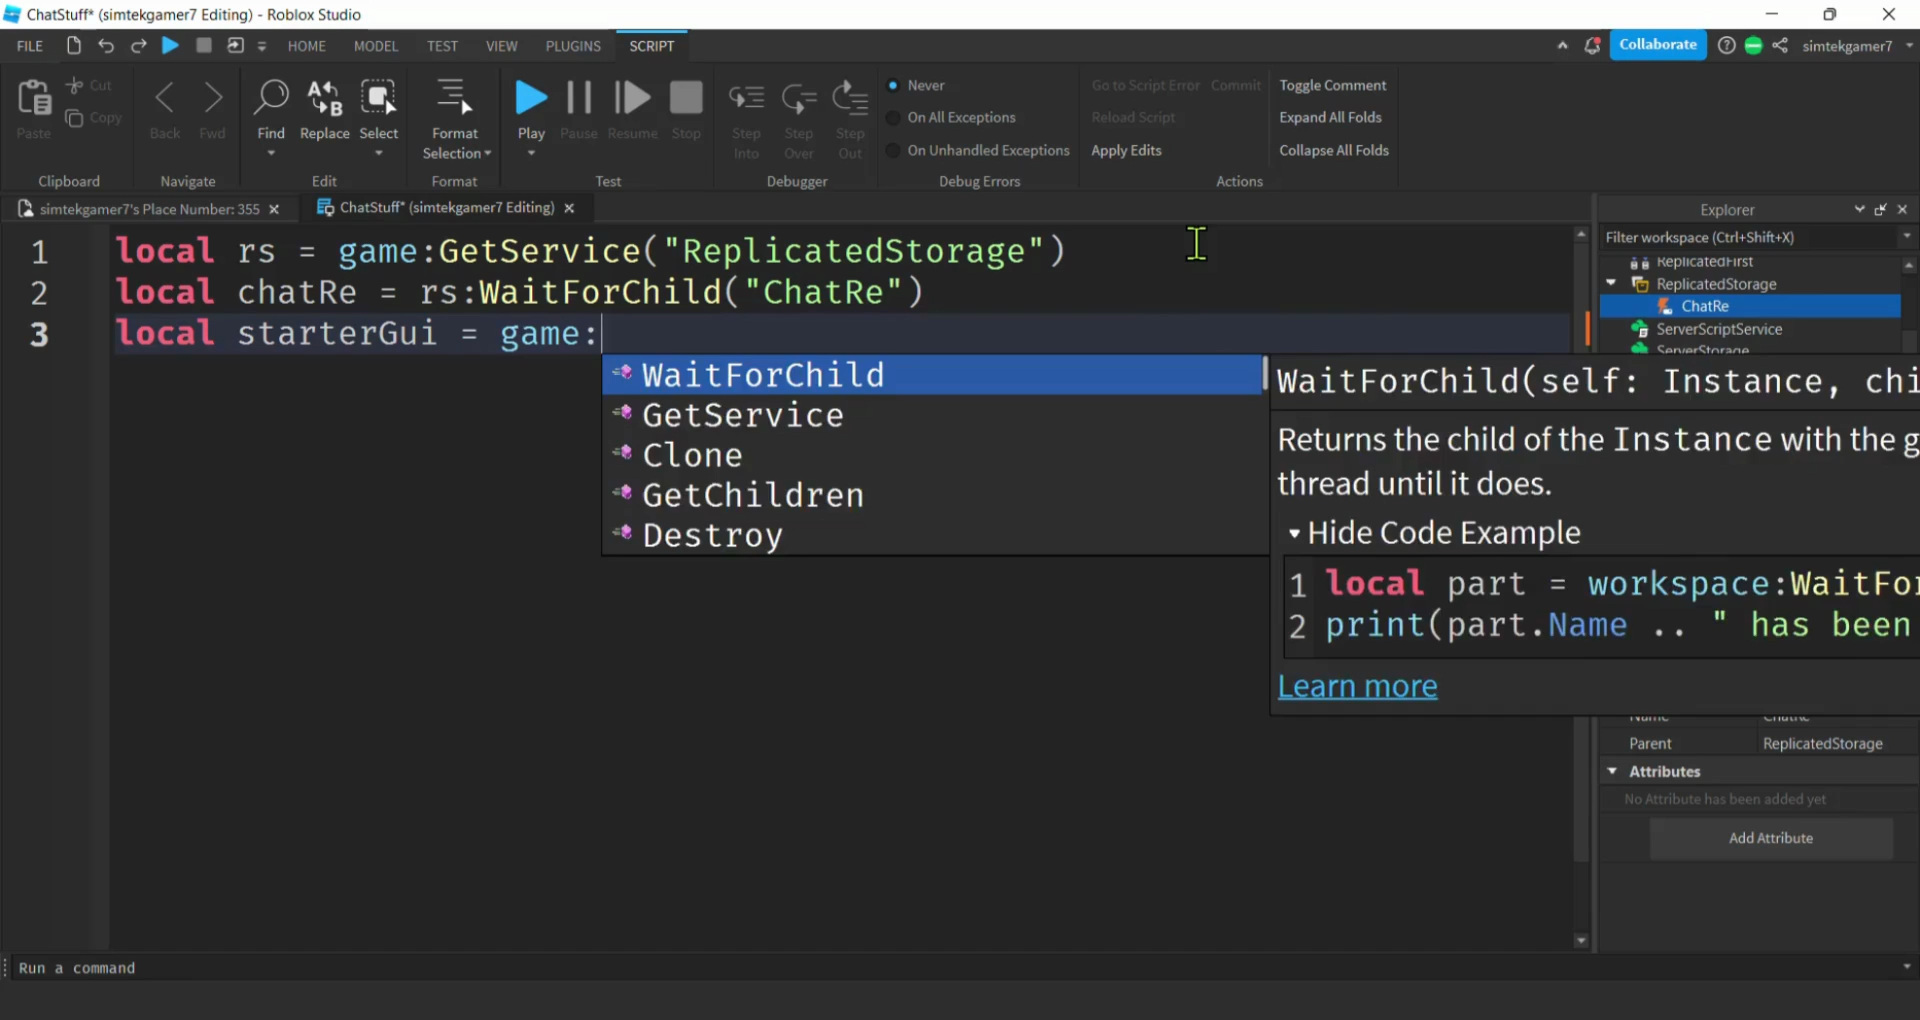 ChatStuff* (simtekgamer7 Editing) - Roblox Studio
FILE HOME MODEL TEST VIEW PLUGINS SCRIPT Collaborate simtekgamer7
Paste Cut Copy Clipboard
Back Fwd Navigate
Find Replace Select Edit
Format Selection Format
Play Pause Resume Stop Test
Step Into Step Over Step Out Debugger
Never
On All Exceptions
On Unhandled Exceptions
Debug Errors
Go to Script Error Commit
Reload Script
Apply Edits
Toggle Comment
Expand All Folds
Collapse All Folds
Actions
simtekgamer7's Place Number: 355
ChatStuff* (simtekgamer7 Editing)
1 local rs = game:GetService("ReplicatedStorage")
2 local chatRe = rs:WaitForChild("ChatRe")
3 local starterGui = game:
WaitForChild
GetService
Clone
GetChildren
Destroy
WaitForChild(self: Instance, chi
Returns the child of the Instance with the g
thread until it does.
Hide Code Example
1 local part = workspace:WaitFor
2 print(part.Name .. " has been
Learn more
Explorer
Filter workspace (Ctrl+Shift+X)
ReplicatedFirst
ReplicatedStorage
ChatRe
ServerScriptService
ServerStorage
Name ChatRe
Parent ReplicatedStorage
Attributes
No Attribute has been added yet
Add Attribute
Run a command